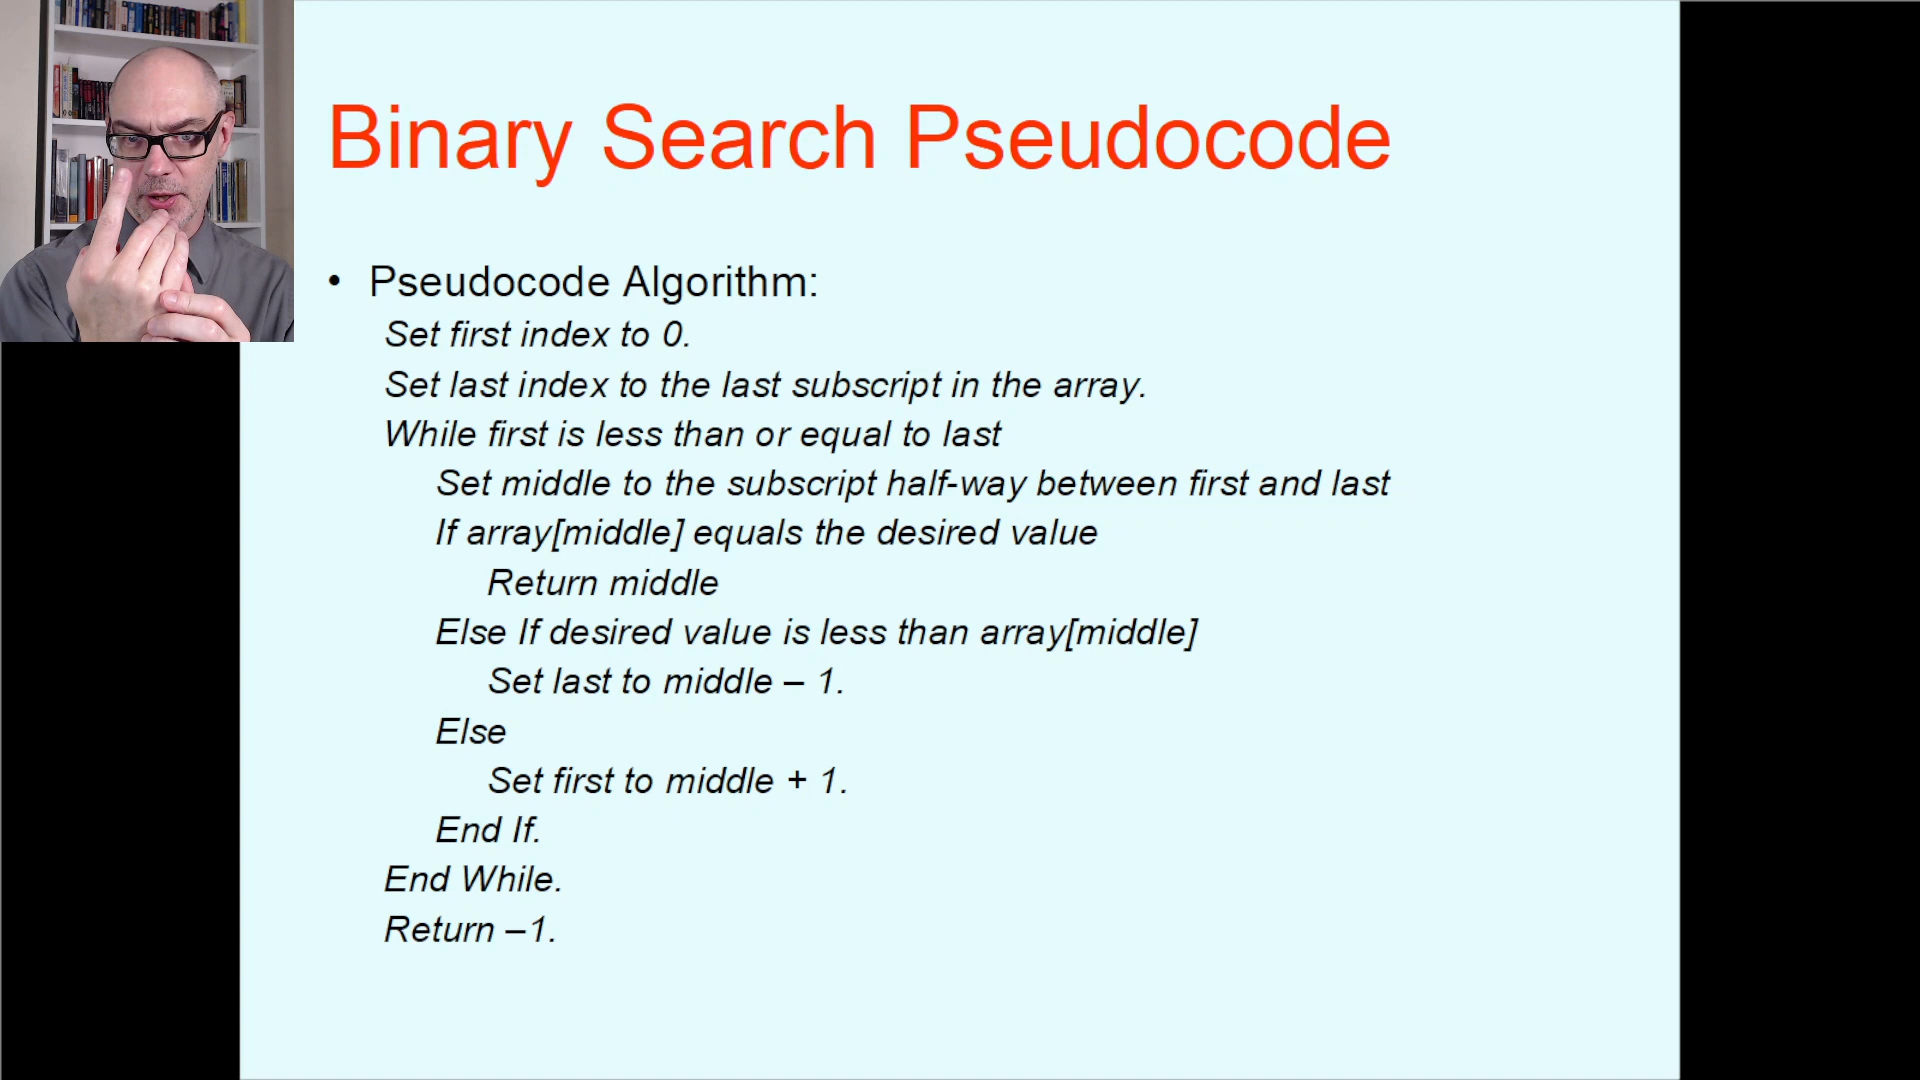 Binary Search Pseudocode
• Pseudocode Algorithm:
Set first index to 0.
Set last index to the last subscript in the array.
While first is less than or equal to last
Set middle to the subscript half-way between first and last
If array[middle] equals the desired value
Return middle
Else If desired value is less than array[middle]
Set last to middle – 1.
Else
Set first to middle + 1.
End If.
End While.
Return –1.